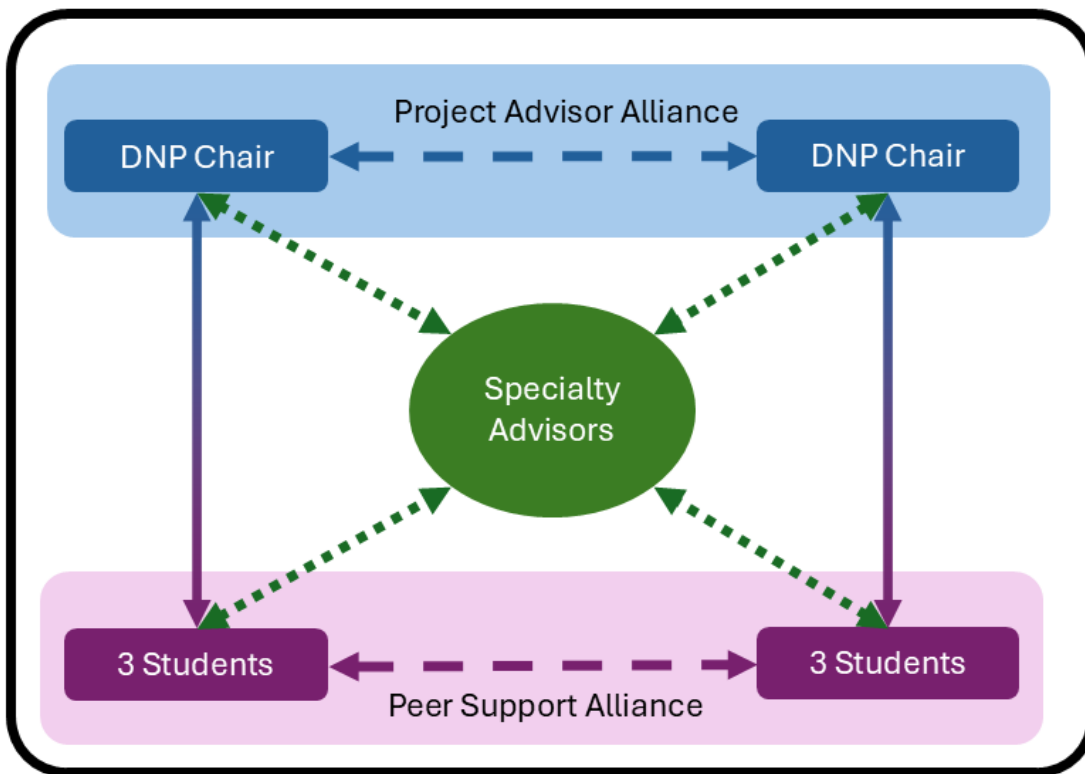 Project Advisor Alliance
DNP Chair
DNP Chair
Specialty
Advisors
3 Students
3 Students
Peer Support Alliance